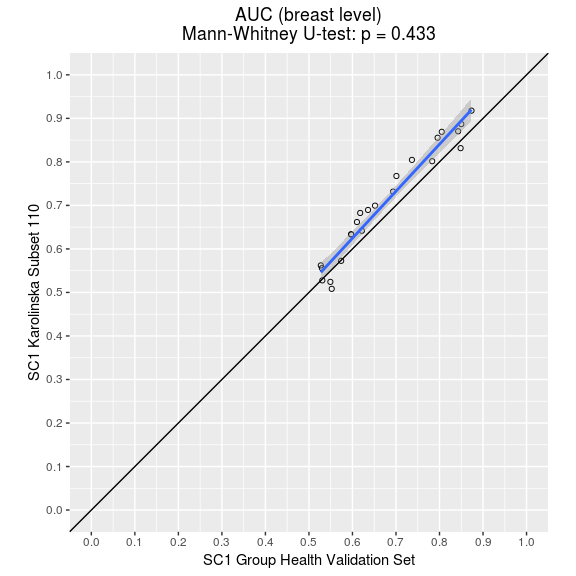 AUC (breast level)
Mann-Whitney U-test: p = 0.433
SC1 Karolinska Subset 110
1.0
0.9
0.8
0.7
0.6
0.5
0.4
0.3
0.2
0.1
0.0
0.0 0.1 0.2 0.3 0.4 0.5 0.6 0.7 0.8 0.9 1.0
SC1 Group Health Validation Set